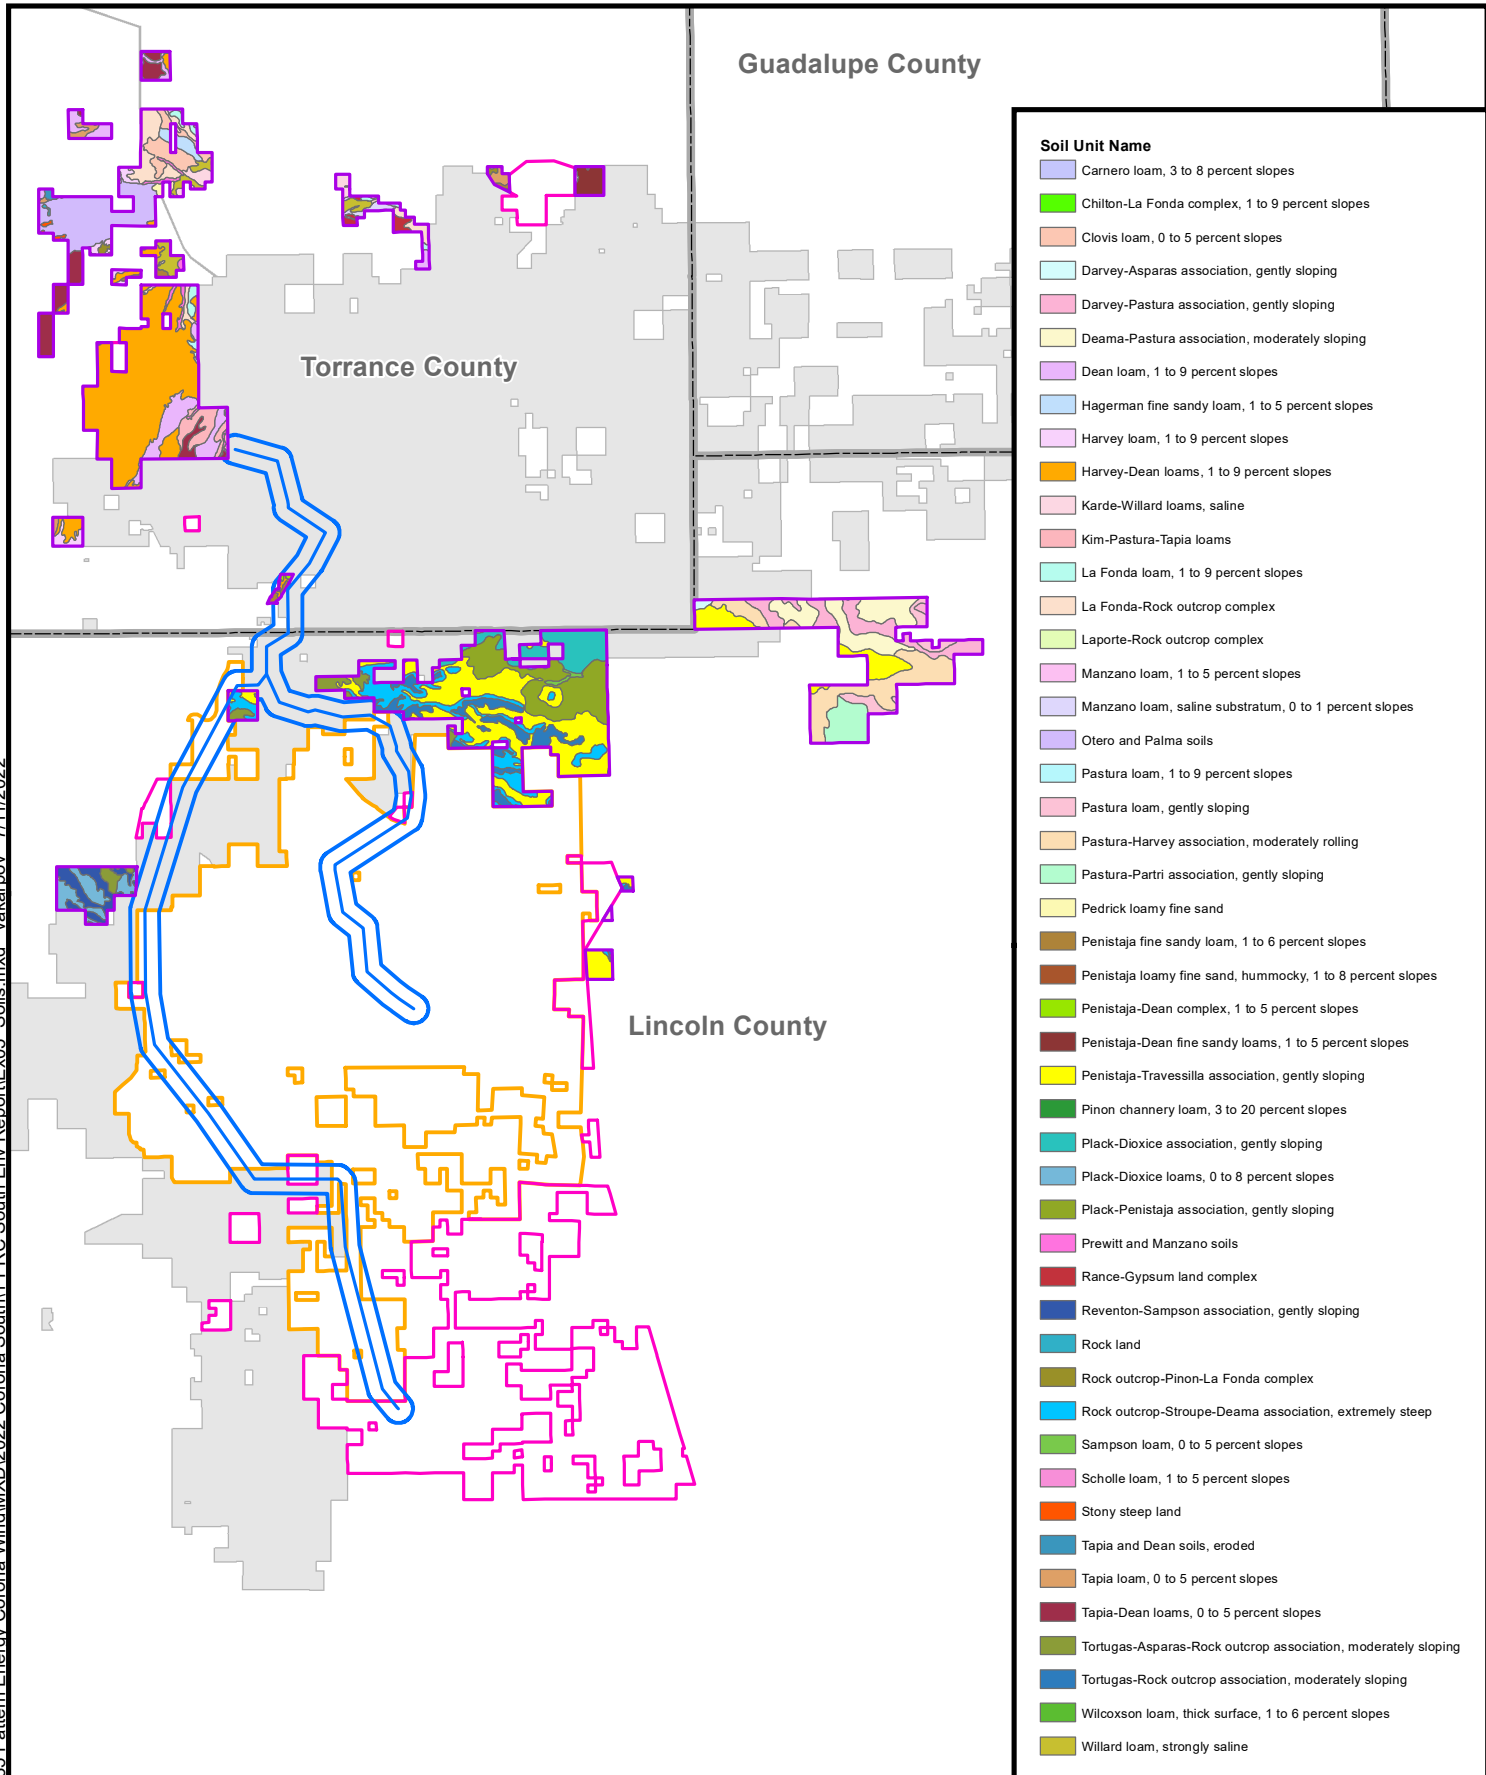 Guadalupe County
Torrance County
Lincoln County
Soil Unit Name
Carnero loam, 3 to 8 percent slopes
Chilton-La Fonda complex, 1 to 9 percent slopes
Clovis loam, 0 to 5 percent slopes
Darvey-Asparas association, gently sloping
Darvey-Pastura association, gently sloping
Deama-Pastura association, moderately sloping
Dean loam, 1 to 9 percent slopes
Hagerman fine sandy loam, 1 to 5 percent slopes
Harvey loam, 1 to 9 percent slopes
Harvey-Dean loams, 1 to 9 percent slopes
Karde-Willard loams, saline
Kim-Pastura-Tapia loams
La Fonda loam, 1 to 9 percent slopes
La Fonda-Rock outcrop complex
Laporte-Rock outcrop complex
Manzano loam, 1 to 5 percent slopes
Manzano loam, saline substratum, 0 to 1 percent slopes
Otero and Palma soils
Pastura loam, 1 to 9 percent slopes
Pastura loam, gently sloping
Pastura-Harvey association, moderately rolling
Pastura-Partri association, gently sloping
Pedrick loamy fine sand
Penistaja fine sandy loam, 1 to 6 percent slopes
Penistaja loamy fine sand, hummocky, 1 to 8 percent slopes
Penistaja-Dean complex, 1 to 5 percent slopes
Penistaja-Dean fine sandy loams, 1 to 5 percent slopes
Penistaja-Travessilla association, gently sloping
Pinon channery loam, 3 to 20 percent slopes
Plack-Dioxice association, gently sloping
Plack-Dioxice loams, 0 to 8 percent slopes
Plack-Penistaja association, gently sloping
Prewitt and Manzano soils
Rance-Gypsum land complex
Reventon-Sampson association, gently sloping
Rock land
Rock outcrop-Pinon-La Fonda complex
Rock outcrop-Stroupe-Deama association, extremely steep
Sampson loam, 0 to 5 percent slopes
Scholle loam, 1 to 5 percent slopes
Stony steep land
Tapia and Dean soils, eroded
Tapia loam, 0 to 5 percent slopes
Tapia-Dean loams, 0 to 5 percent slopes
Tortugas-Asparas-Rock outcrop association, moderately sloping
Tortugas-Rock outcrop association, moderately sloping
Wilcoxson loam, thick surface, 1 to 6 percent slopes
Willard loam, strongly saline